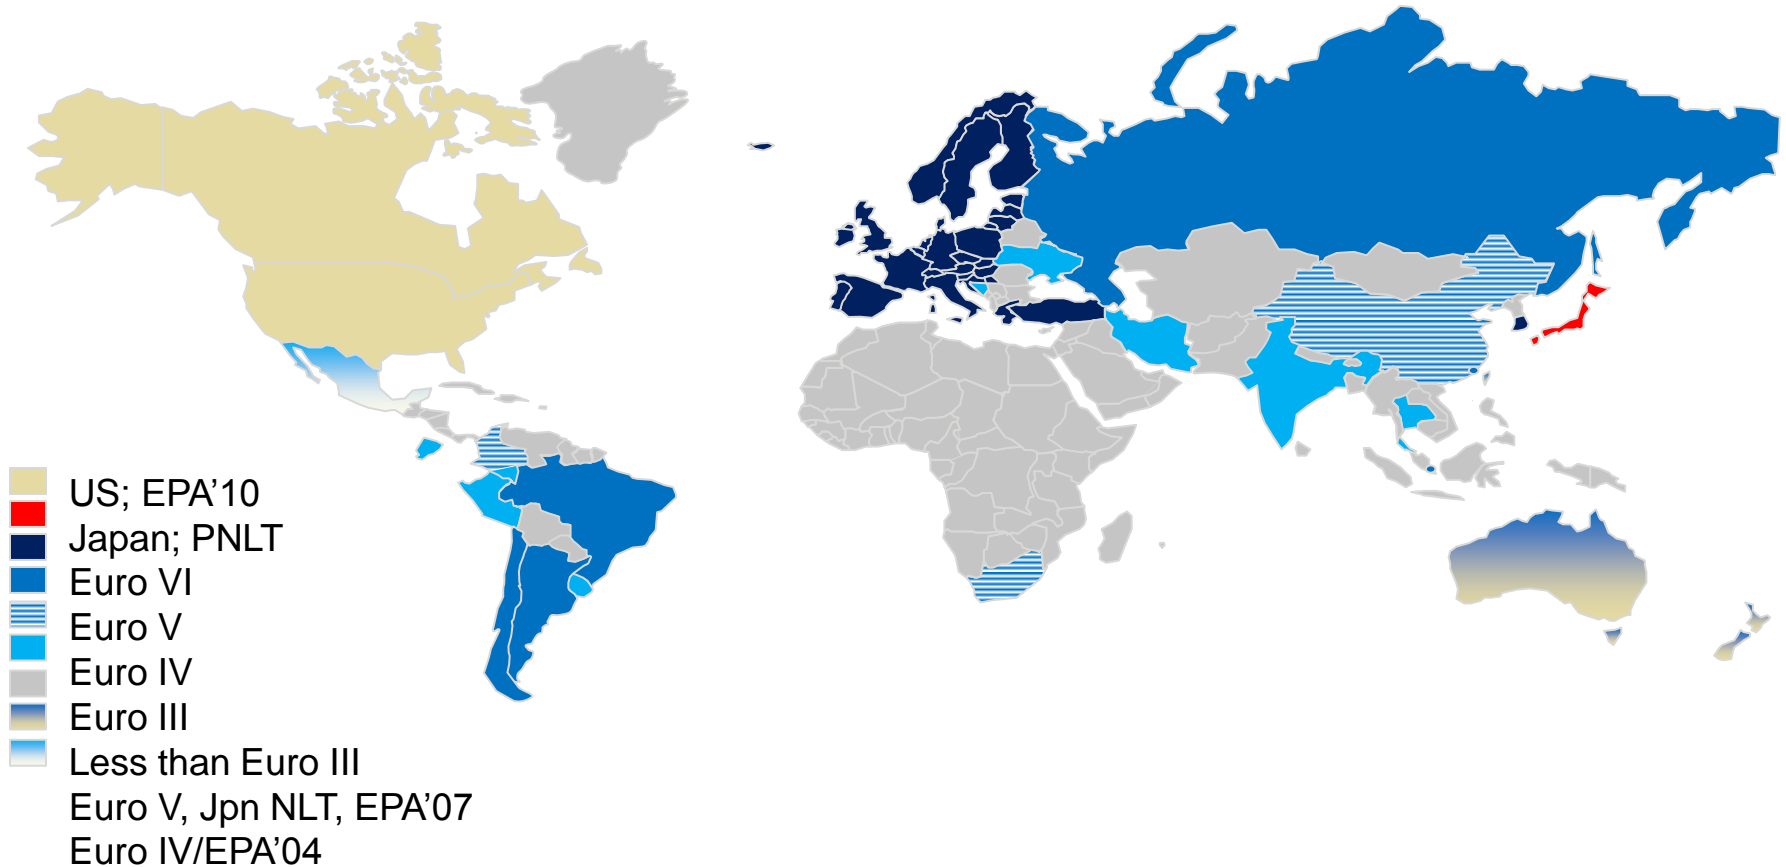 US; EPA’10
Japan; PNLT
Euro VI
Euro V
Euro IV
Euro III
Less than Euro III
Euro V, Jpn NLT, EPA’07
Euro IV/EPA’04